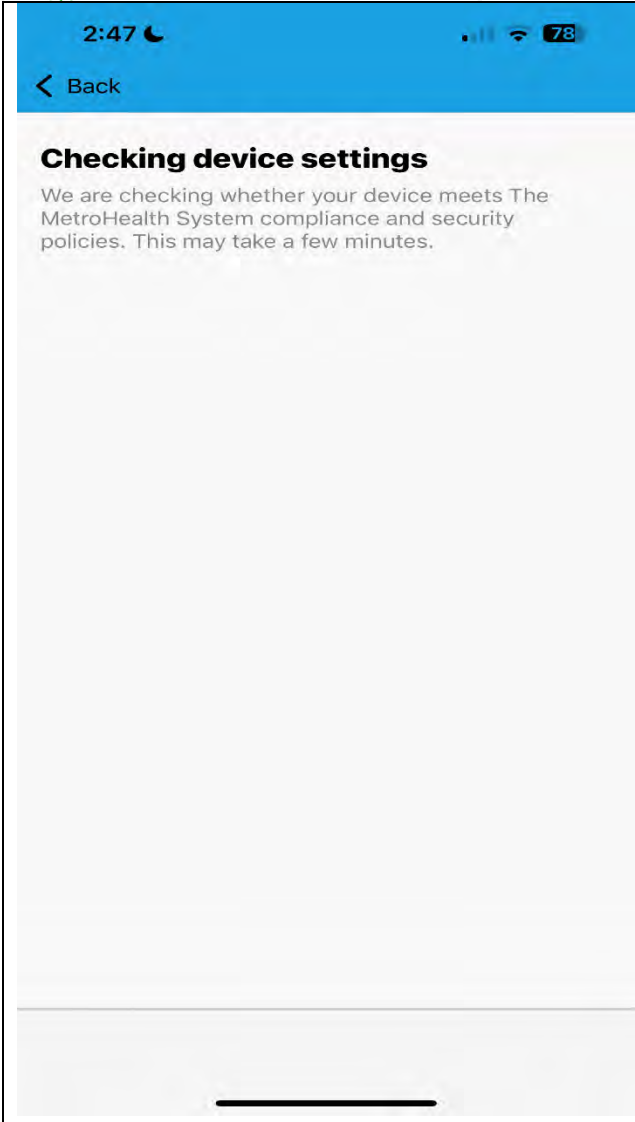 2:47
78
Back
Checking device settings
We are checking whether your device meets The
MetroHealth System compliance and security
policies. This may take a few minutes.